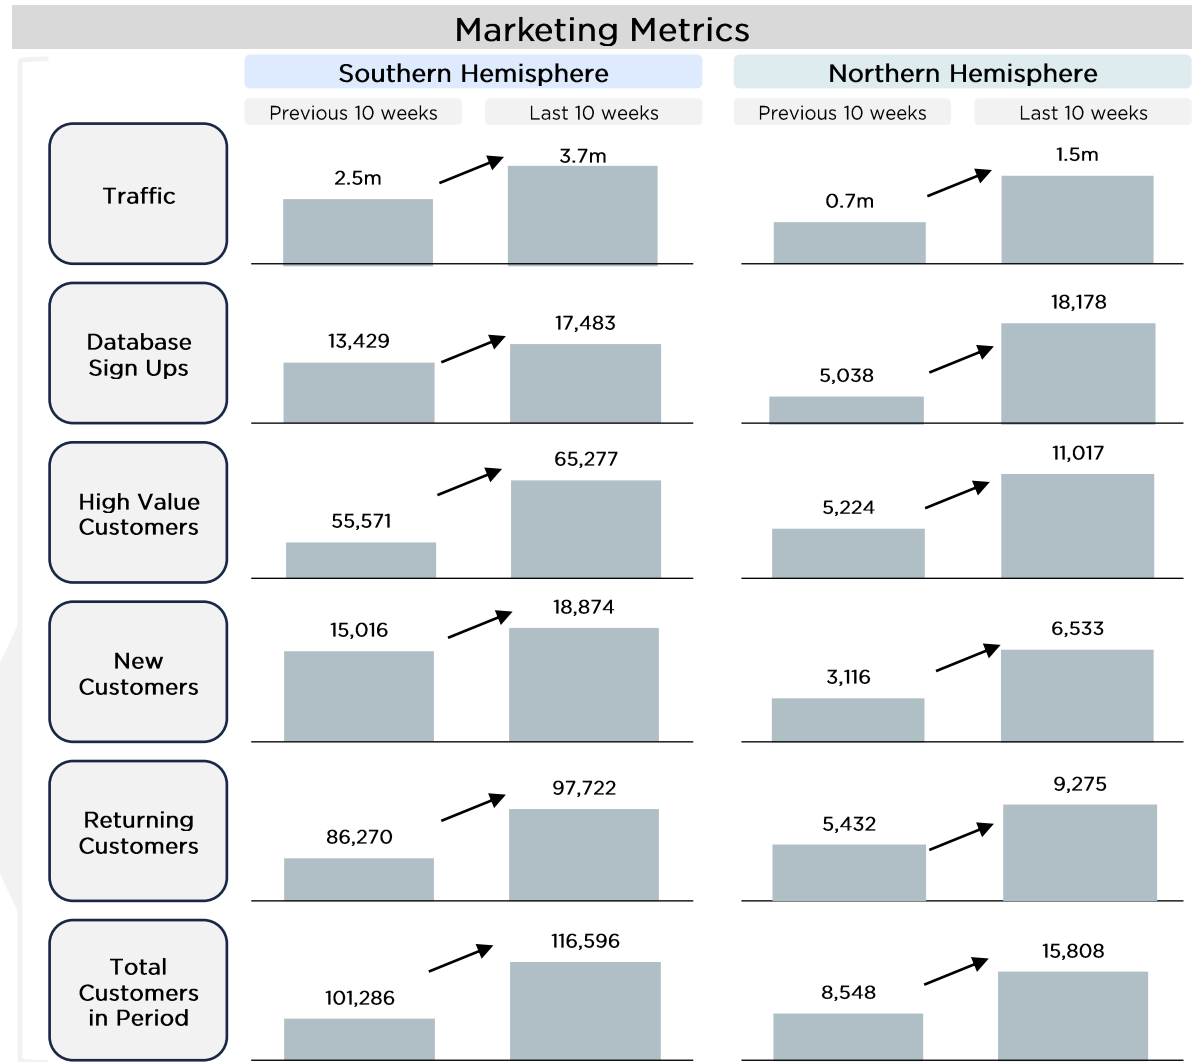 Marketing Metrics
Southern Hemisphere
Northern Hemisphere
Previous 10 weeks
Last 10 weeks
Previous 10 weeks
Last 10 weeks
Traffic
2.5m
3.7m
0.7m
1.5m
Database
Sign Ups
13,429
17,483
5,038
18,178
High Value
Customers
55,571
65,277
5,224
11,017
New
Customers
15,016
18,874
3,116
6,533
Returning
Customers
86,270
97,722
5,432
9,275
Total
Customers
in Period
101,286
116,596
8,548
15,808